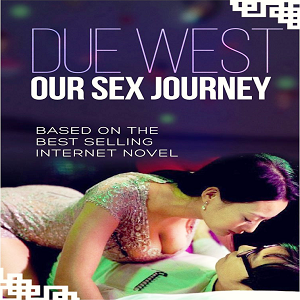 DUE WEST
OUR SEX JOURNEY
BASED ON THE
BEST SELLING
INTERNET NOVEL